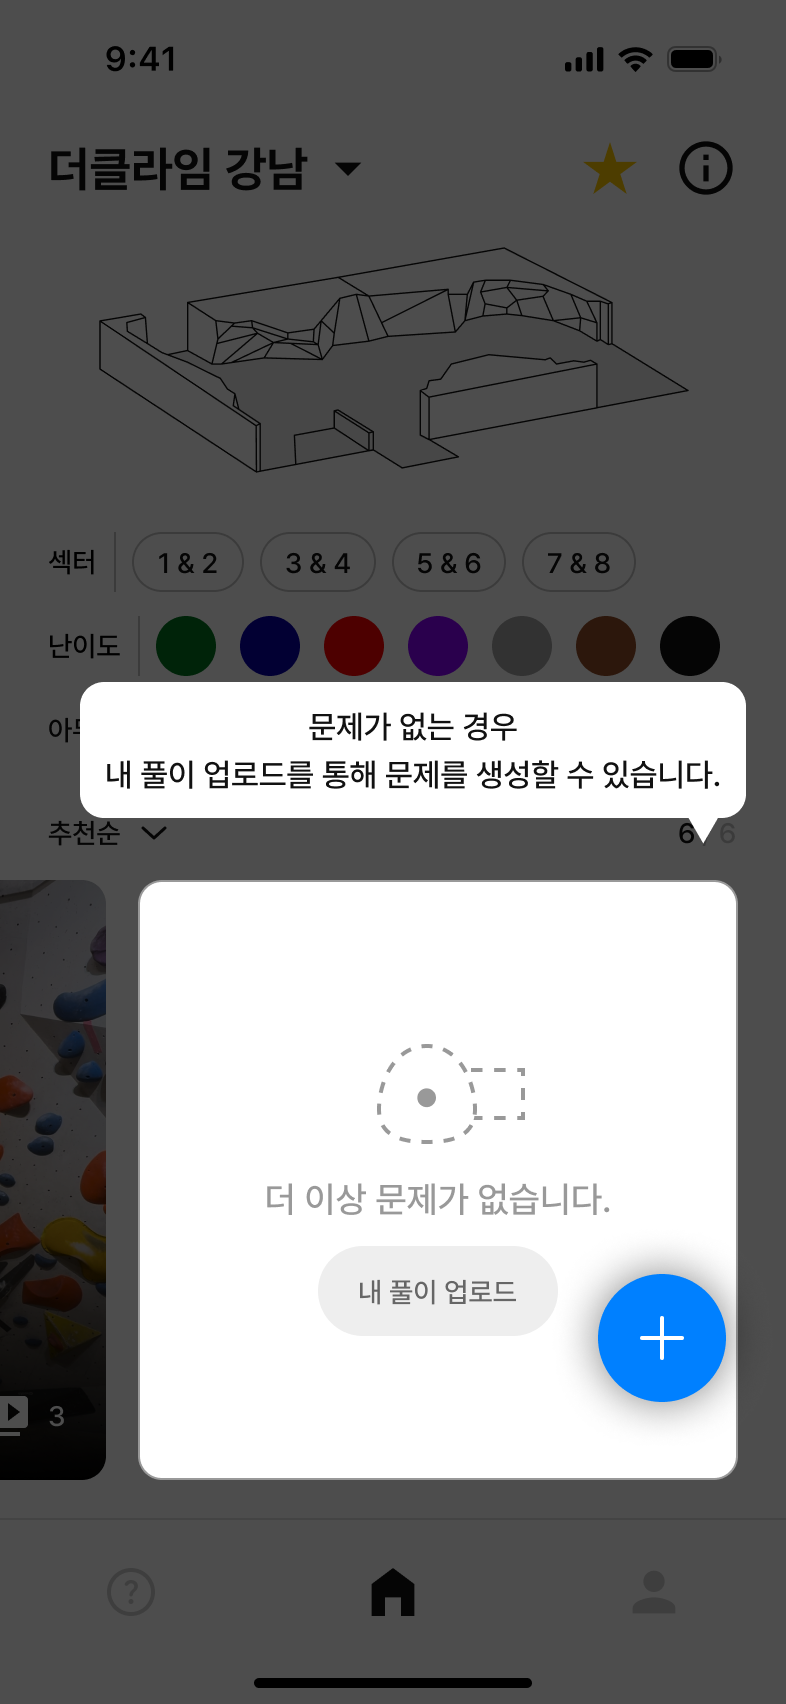 9:41
더클라임 강남
섹터
1 & 2
3 & 4
5 & 6
7 & 8
난이도
문제가 없는 경우
내 풀이 업로드를 통해 문제를 생성할 수 있습니다.
추천순
6 6
더 이상 문제가 없습니다.
내 풀이 업로드
3
?